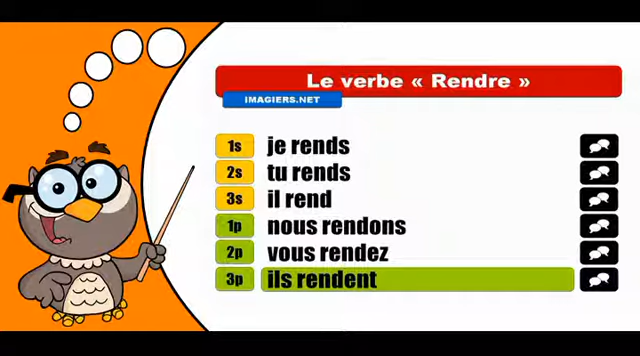 Le verbe « Rendre »
IMAGIERS.NET
1s je rends
2s tu rends
3s il rend
1p nous rendons
2p vous rendez
3p ils rendent